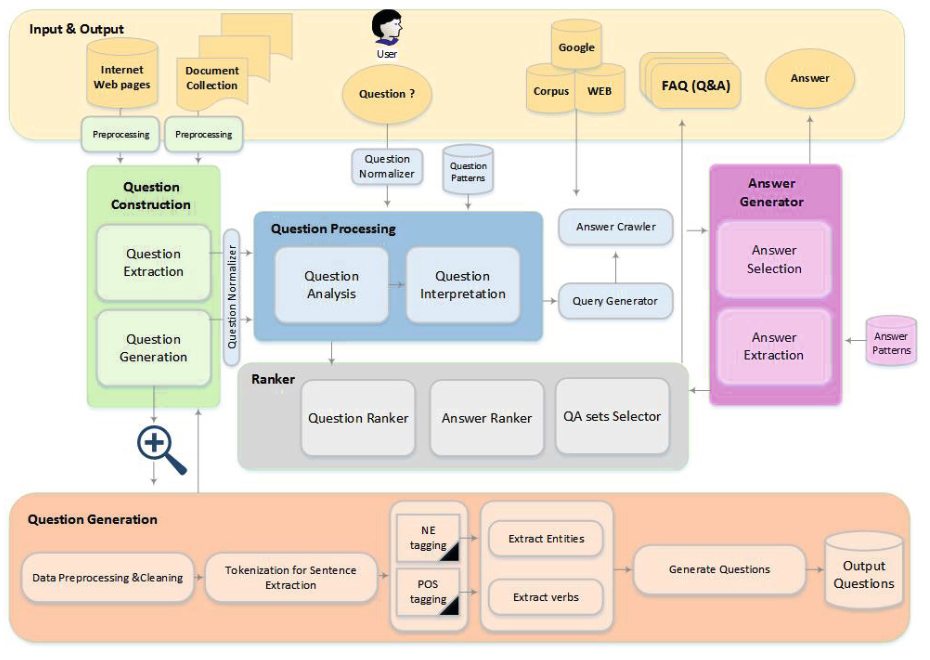 Input & Output
User
Internet
Web pages
Document
Collection
Question ?
Google
Corpus
WEB
FAQ (Q&A)
Answer
Preprocessing
Preprocessing
Question
Normalizer
Question
Patterns
Question
Construction
Question
Extraction
Question
Generation
Question Normalizer
Question Processing
Question
Analysis
Question
Interpretation
Answer Crawler
Query Generator
Answer
Generator
Answer
Selection
Answer
Extraction
Answer
Patterns
Ranker
Question Ranker
Answer Ranker
QA sets Selector
Question Generation
Data Preprocessing &Cleaning
Tokenization for Sentence
Extraction
NE
tagging
POS
tagging
Extract Entities
Extract verbs
Generate Questions
Output
Questions